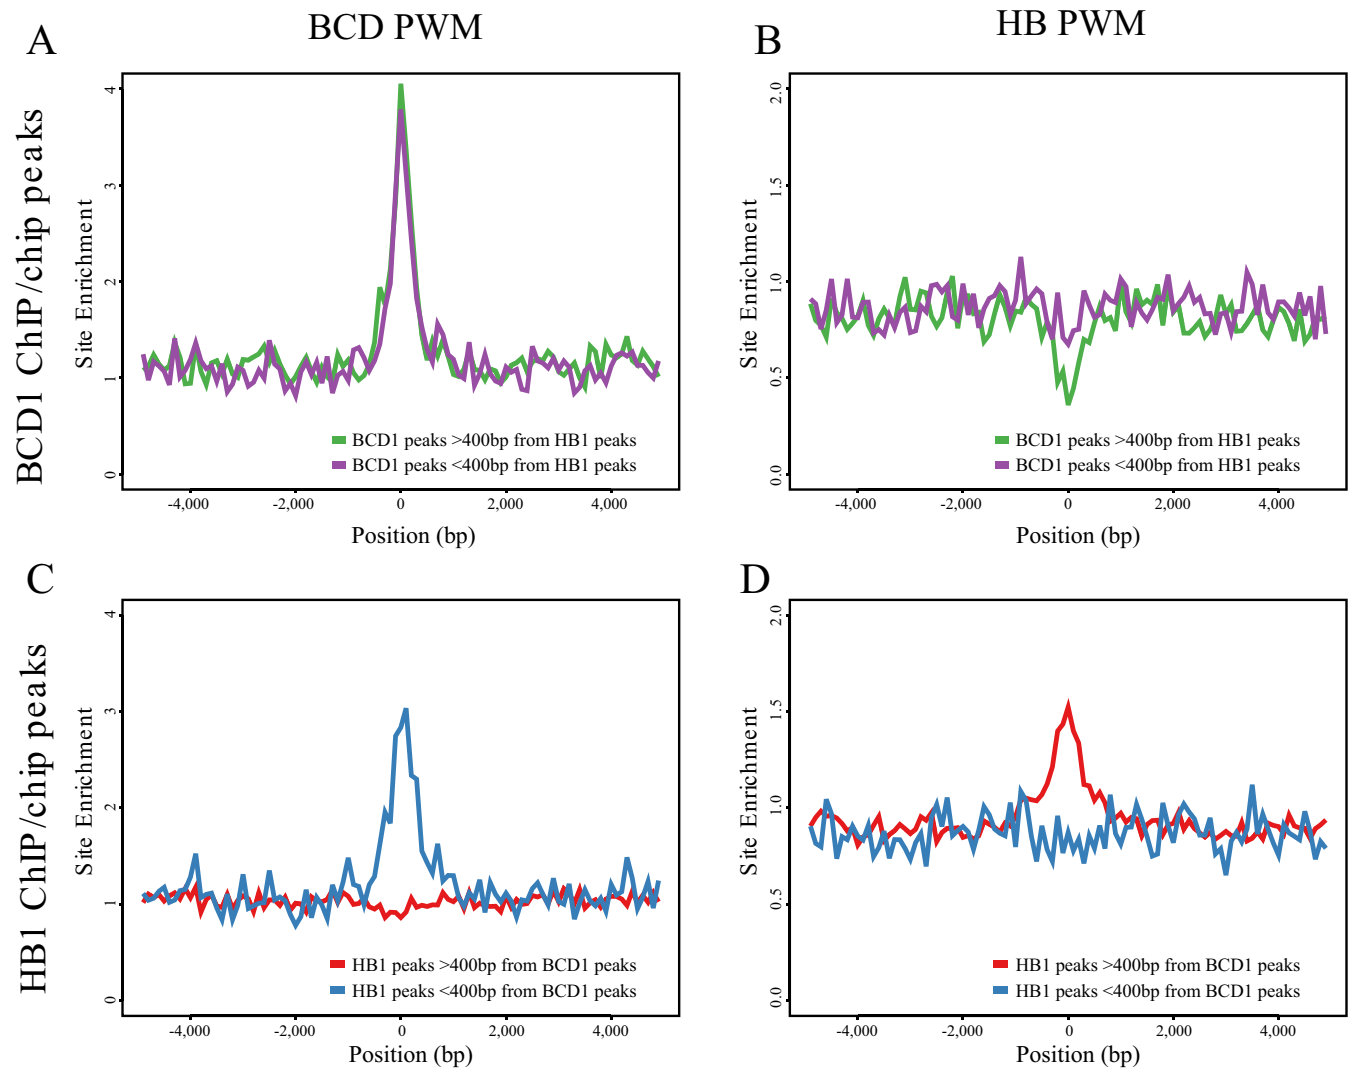 BCD PWM
HB PWM
A
B
BCD1 ChIP/chip peaks
Site Enrichment
4
3
2
1
0
BCD1 peaks >400bp from HB1 peaks
BCD1 peaks <400bp from HB1 peaks
-4,000 -2,000 0 2,000 4,000
Position (bp)
Site Enrichment
2.0
1.5
1.0
0.5
0.0
BCD1 peaks >400bp from HB1 peaks
BCD1 peaks <400bp from HB1 peaks
-4,000 -2,000 0 2,000 4,000
Position (bp)
C
D
HB1 ChIP/chip peaks
Site Enrichment
4
3
2
1
0
HB1 peaks >400bp from BCD1 peaks
HB1 peaks <400bp from BCD1 peaks
-4,000 -2,000 0 2,000 4,000
Position (bp)
Site Enrichment
2.0
1.5
1.0
0.5
0.0
HB1 peaks >400bp from BCD1 peaks
HB1 peaks <400bp from BCD1 peaks
-4,000 -2,000 0 2,000 4,000
Position (bp)